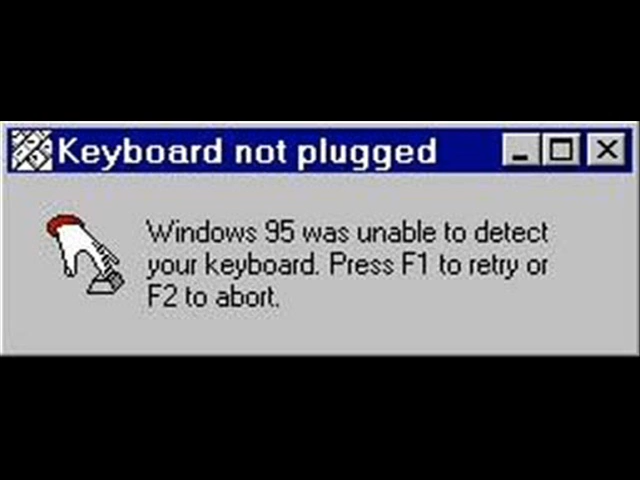 Keyboard not plugged
Windows 95 was unable to detect
your keyboard. Press F1 to retry or
F2 to abort.